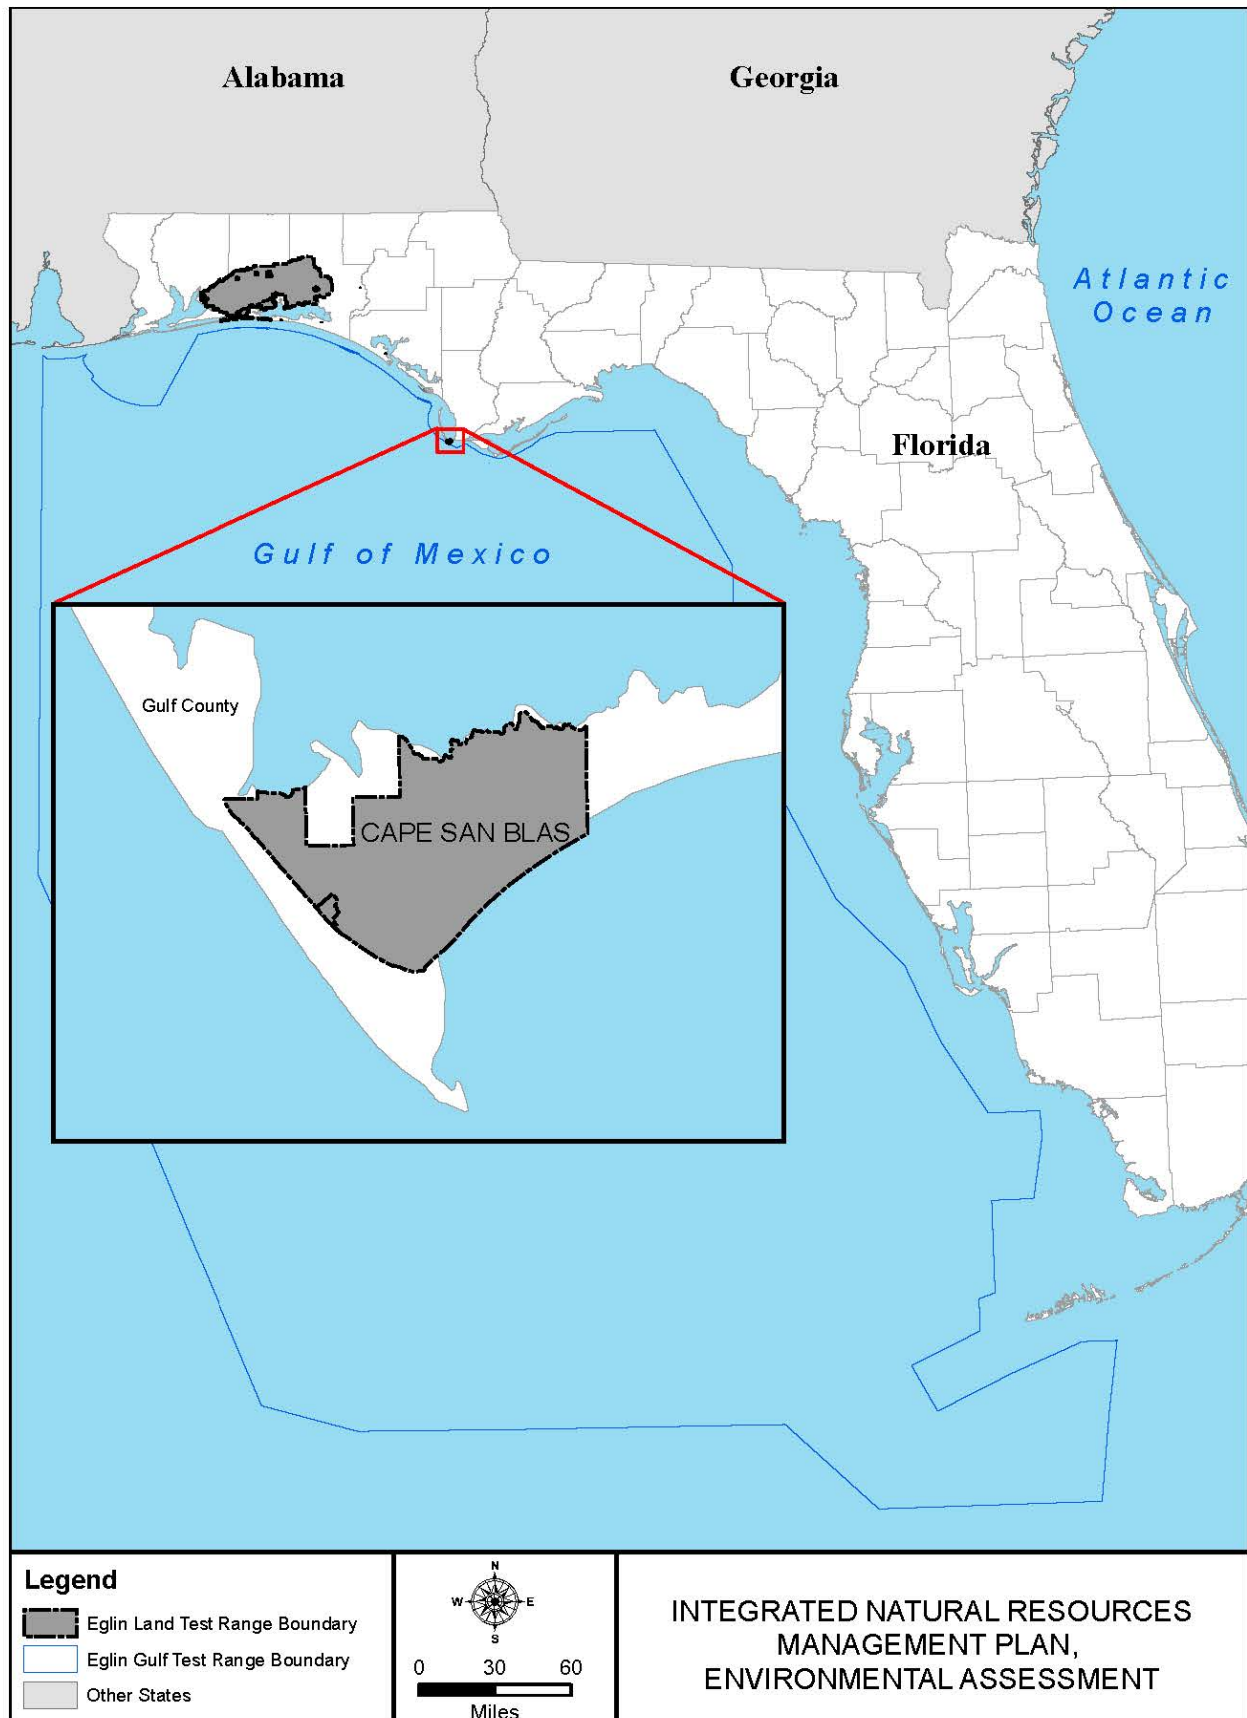 Alabama
Georgia
Atlantic
Ocean
Florida
Gulf of Mexico
Gulf County
CAPE SAN BLAS
Legend
Eglin Land Test Range Boundary
Eglin Gulf Test Range Boundary
Other States
N
W
E
S
0 30 60
Miles
INTEGRATED NATURAL RESOURCES
MANAGEMENT PLAN,
ENVIRONMENTAL ASSESSMENT